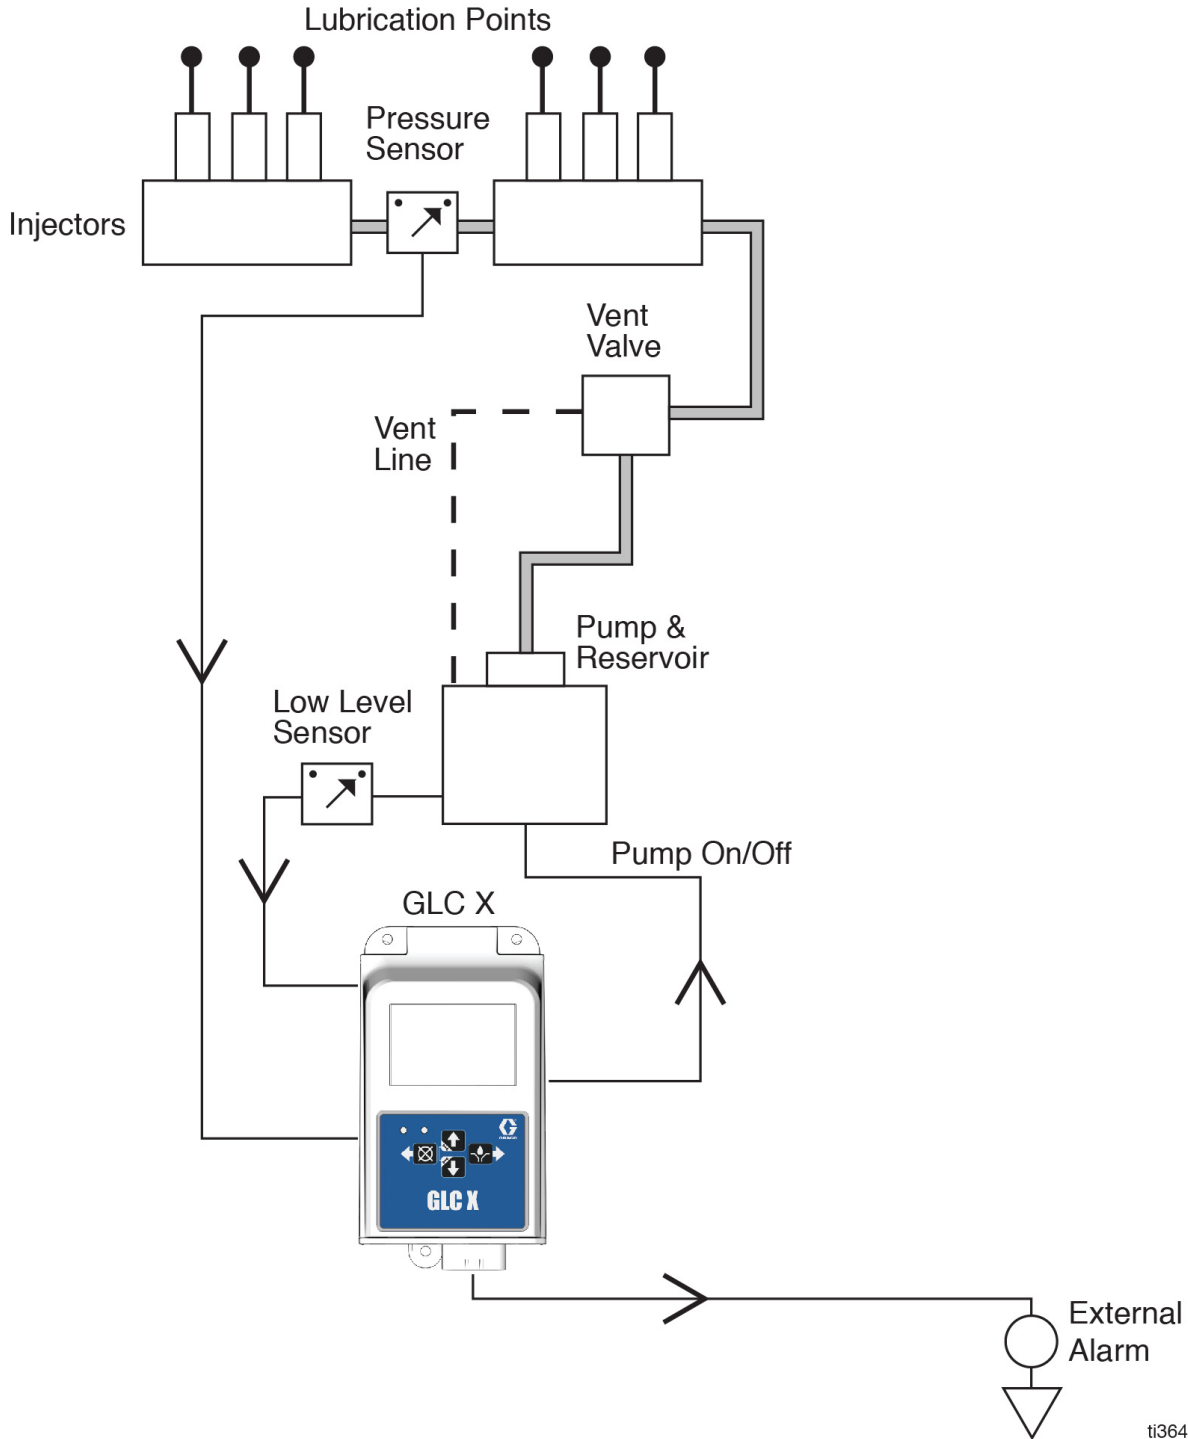 Lubrication Points
Pressure
Sensor
Injectors
Vent
Valve
Vent
Line
Pump &
Reservoir
Low Level
Sensor
Pump On/Off
GLC X
GLC X
External
Alarm
ti364